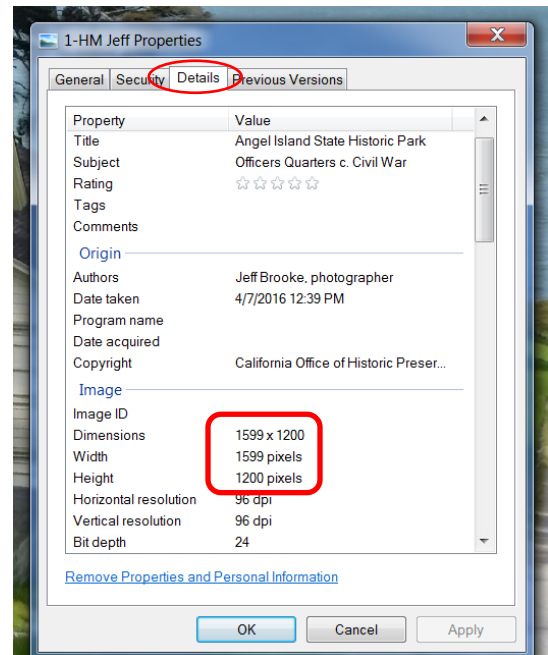 1-HM Jeff Properties
General Security Details Previous Versions
Property Value
Title Angel Island State Historic Park
Subject Officers Quarters c. Civil War
Rating
Tags
Comments
Origin
Authors Jeff Brooke, photographer
Date taken 4/7/2016 12:39 PM
Program name
Date acquired
Copyright California Office of Historic Preser...
Image
Image ID
Dimensions 1599 x 1200
Width 1599 pixels
Height 1200 pixels
Horizontal resolution 96 dpi
Vertical resolution 96 dpi
Bit depth 24
Remove Properties and Personal Information
OK Cancel Apply